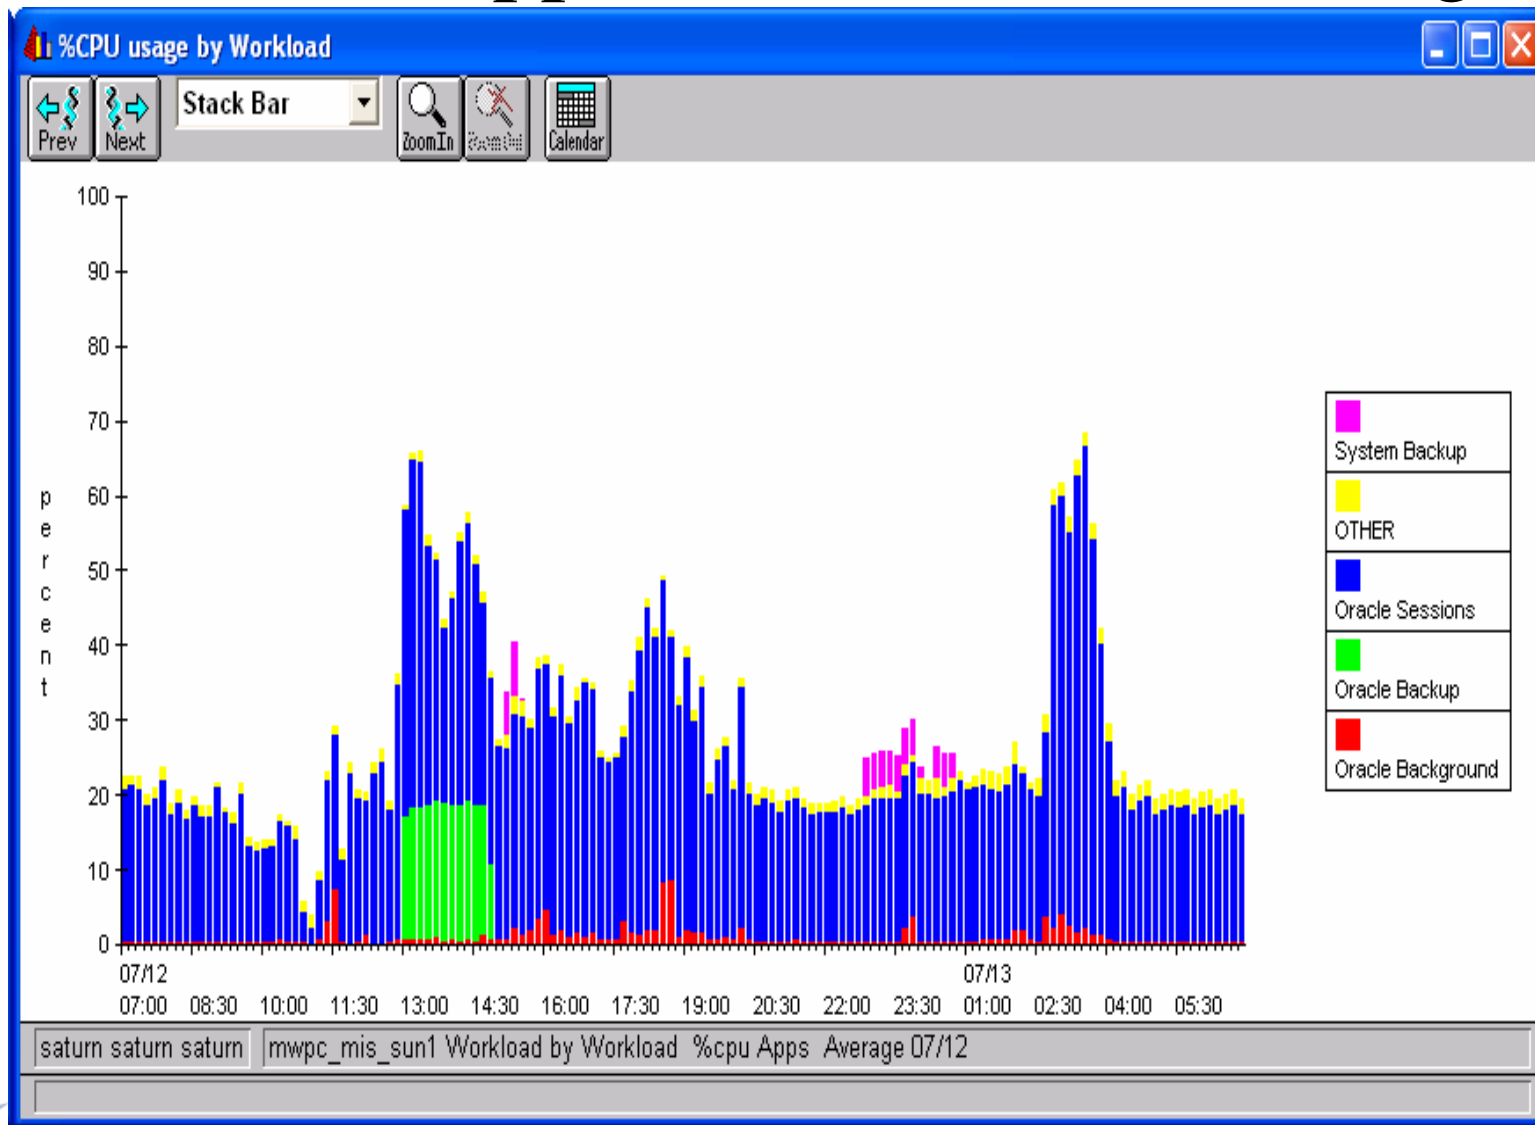 %CPU usage by Workload
Prev Next Stack Bar ZoomIn Calendar
100
90
80
70
60
50
40
30
20
10
0
percent
System Backup
OTHER
Oracle Sessions
Oracle Backup
Oracle Background
07/12 07/13
07:00 08:30 10:00 11:30 13:00 14:30 16:00 17:30 19:00 20:30 22:00 23:30 01:00 02:30 04:00 05:30
saturn saturn saturn mwpc_mis_sun1 Workload by Workload %cpu Apps Average 07/12